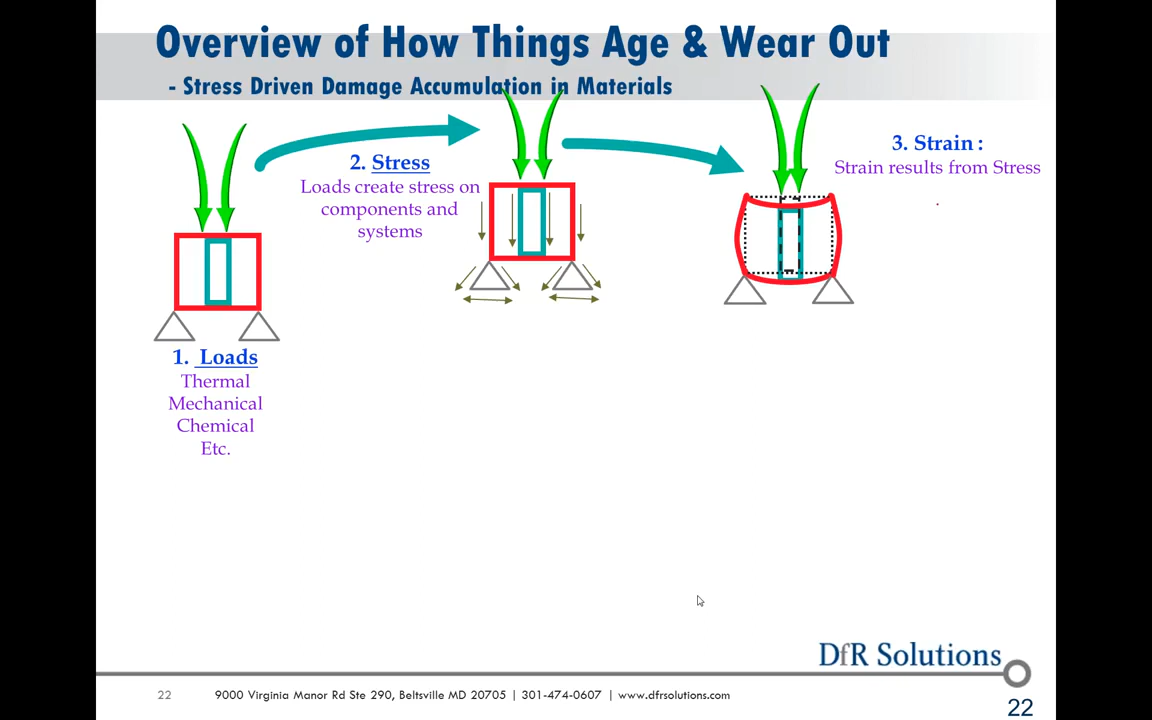 Overview of How Things Age & Wear Out
- Stress Driven Damage Accumulation in Materials
1. Loads
Thermal
Mechanical
Chemical
Etc.
2. Stress
Loads create stress on
components and
systems
3. Strain :
Strain results from Stress
.
DfR Solutions
22
9000 Virginia Manor Rd Ste 290, Beltsville MD 20705 | 301-474-0607 | www.dfrsolutions.com
22